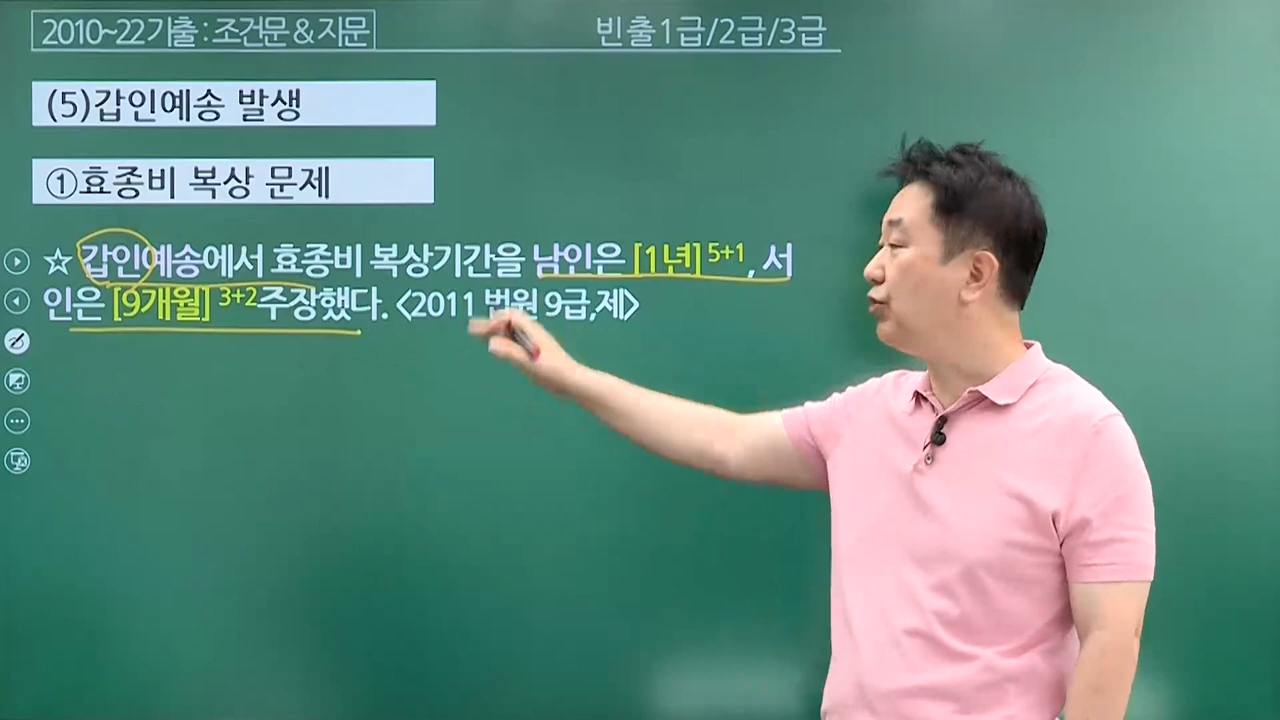 2010~22기출 : 조건문 & 지문
빈출1급/2급/3급
(5)갑인예송 발생
①효종비 복상 문제
☆ 갑인예송에서 효종비 복상기간을 남인은 [1년] 5+1, 서
인은 [9개월] 3+2주장했다. <2011 법원 9급,제>